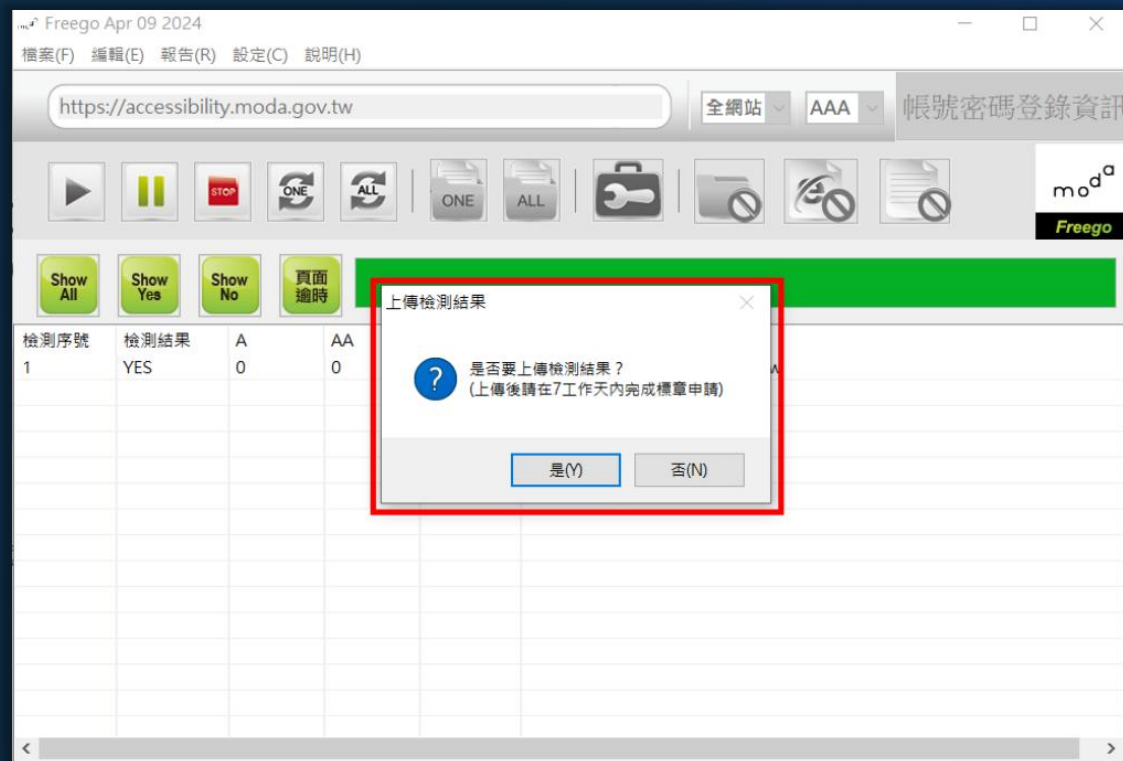 Freego Apr 09 2024
檔案(F) 編輯(E) 報告(R) 設定(C) 說明(H)
https://accessibility.moda.gov.tw
全網站
AAA
帳號密碼登錄資訊
STOP
ONE
ALL
ONE
ALL
moda
Freego
Show All
Show Yes
Show No
頁面逾時
上傳檢測結果
檢測序號 檢測結果 A AA
1 YES 0 0
是否要上傳檢測結果？
(上傳後請在7工作天內完成標章申請)
是(Y) 否(N)